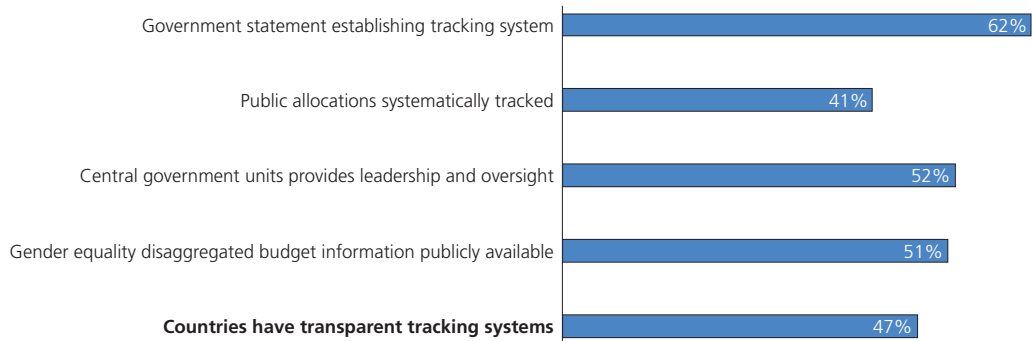 Government statement establishing tracking system 62%
Public allocations systematically tracked 41%
Central government units provides leadership and oversight 52%
Gender equality disaggregated budget information publicly available 51%
Countries have transparent tracking systems 47%